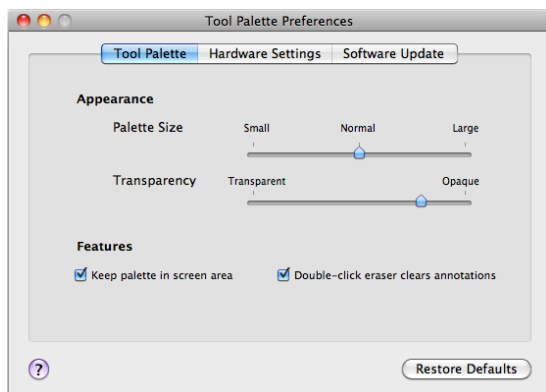 Tool Palette Preferences
Tool Palette Hardware Settings Software Update
Appearance
Palette Size Small Normal Large
Transparency Transparent Opaque
Features
Keep palette in screen area Double-click eraser clears annotations
? Restore Defaults